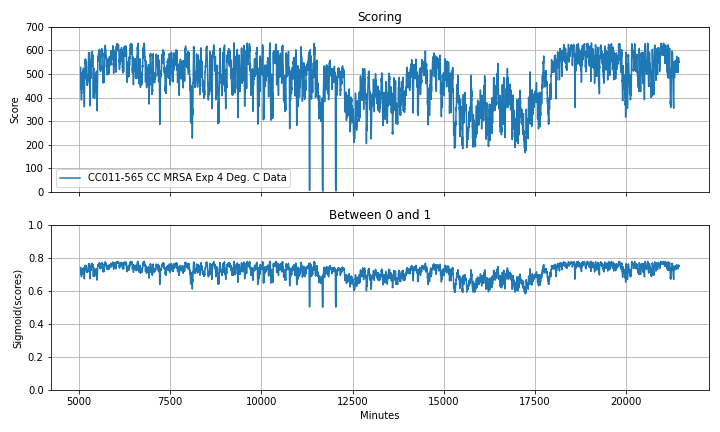 Scoring
700
600
500
400
300
200
100
0
Score
CC011-565 CC MRSA Exp 4 Deg. C Data
Between 0 and 1
1.0
0.8
0.6
0.4
0.2
0.0
Sigmoid(scores)
5000 7500 10000 12500 15000 17500 20000
Minutes